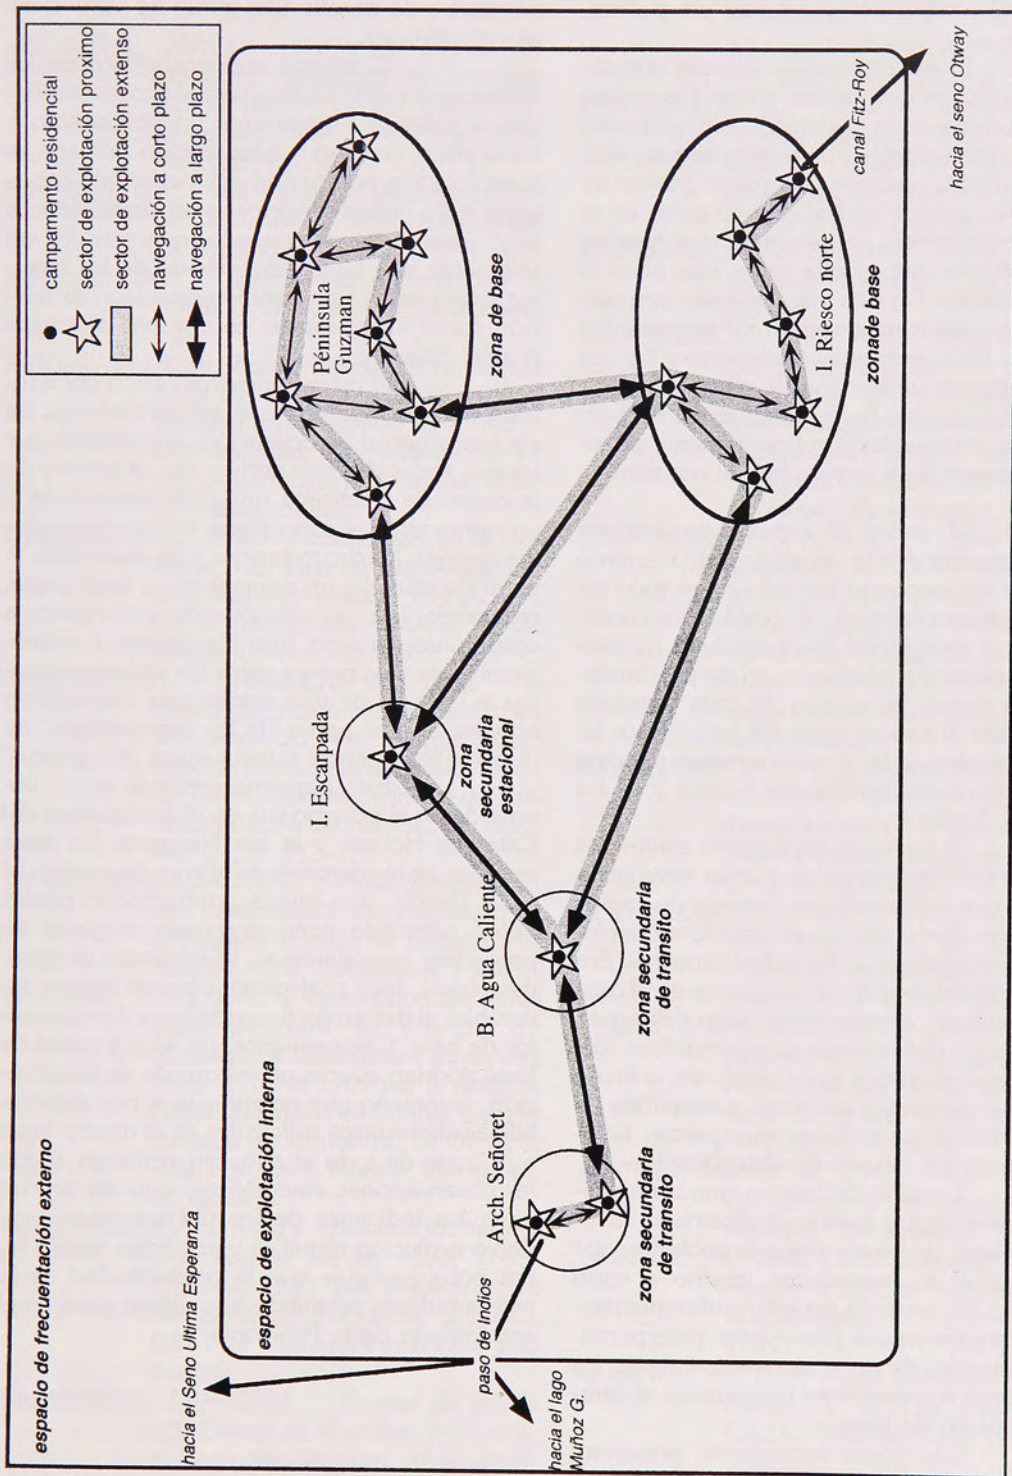 espacio de frecuentación externo
campamento residencial
sector de explotación proximo
sector de explotación extenso
navegación a corto plazo
navegación a largo plazo
hacia el Seno Ultima Esperanza
espacio de explotación interna
paso de Indios
hacia el lago
Muñoz G.
Arch. Señoret
zona secundaria
de transito
B. Agua Caliente
zona secundaria
de transito
I. Escarpada
zona
secundaria
estacional
Péninsula
Guzman
zona de base
I. Riesco norte
zonade base
canal Fitz-Roy
hacia el seno Otway